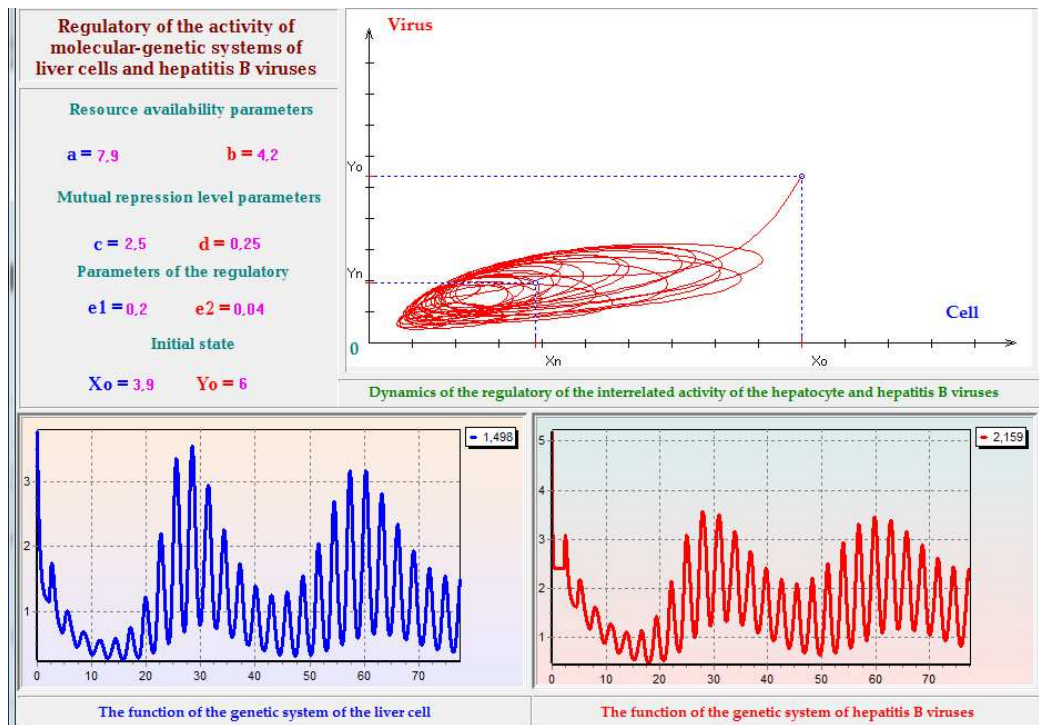 Regulatory of the activity of
molecular-genetic systems of
liver cells and hepatitis B viruses
Resource availability parameters
a = 7,9 b = 4,2
Mutual repression level parameters
c = 2,5 d = 0,25
Parameters of the regulatory
e1 = 0,2 e2 = 0,04
Initial state
Xo = 3,9 Yo = 6
Virus
Yo
Yn
Cell
0
Xn Xo
Dynamics of the regulatory of the interrelated activity of the hepatocyte and hepatitis B viruses
1,498
3
2
1
0 10 20 30 40 50 60 70
The function of the genetic system of the liver cell
2,159
5
4
3
2
1
0 10 20 30 40 50 60 70
The function of the genetic system of hepatitis B viruses